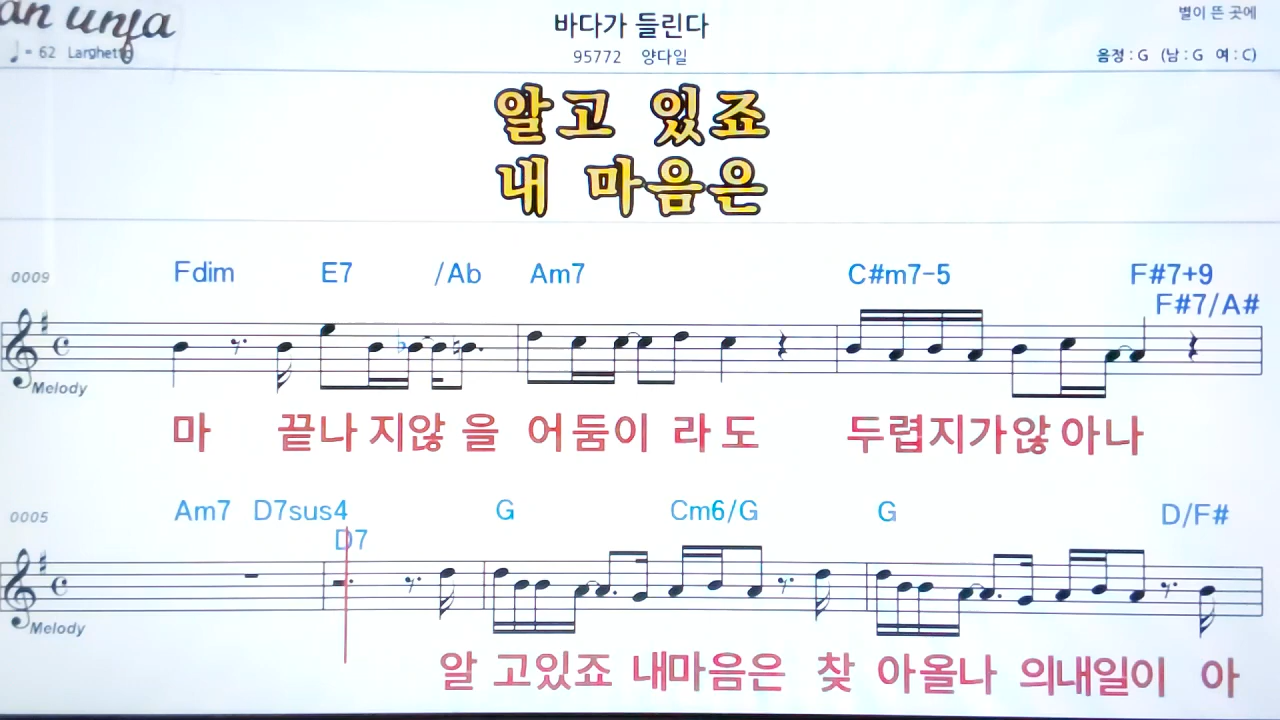 an unfa
별이 뜬 곳에
바다가 들린다
♩= 62 Larghetto
95772 양다일
음정 : G (남 : G 여 : C)
알고 있죠
내 마음은
0009 Fdim E7 /Ab Am7 C#m7-5 F#7+9
F#7/A#
Melody
마 끝나지않을 어둠이라도 두렵지가않아나
0005 Am7 D7sus4 G Cm6/G G D/F#
D7
Melody
알 고있죠 내마음은 찾 아올나 의내일이 아